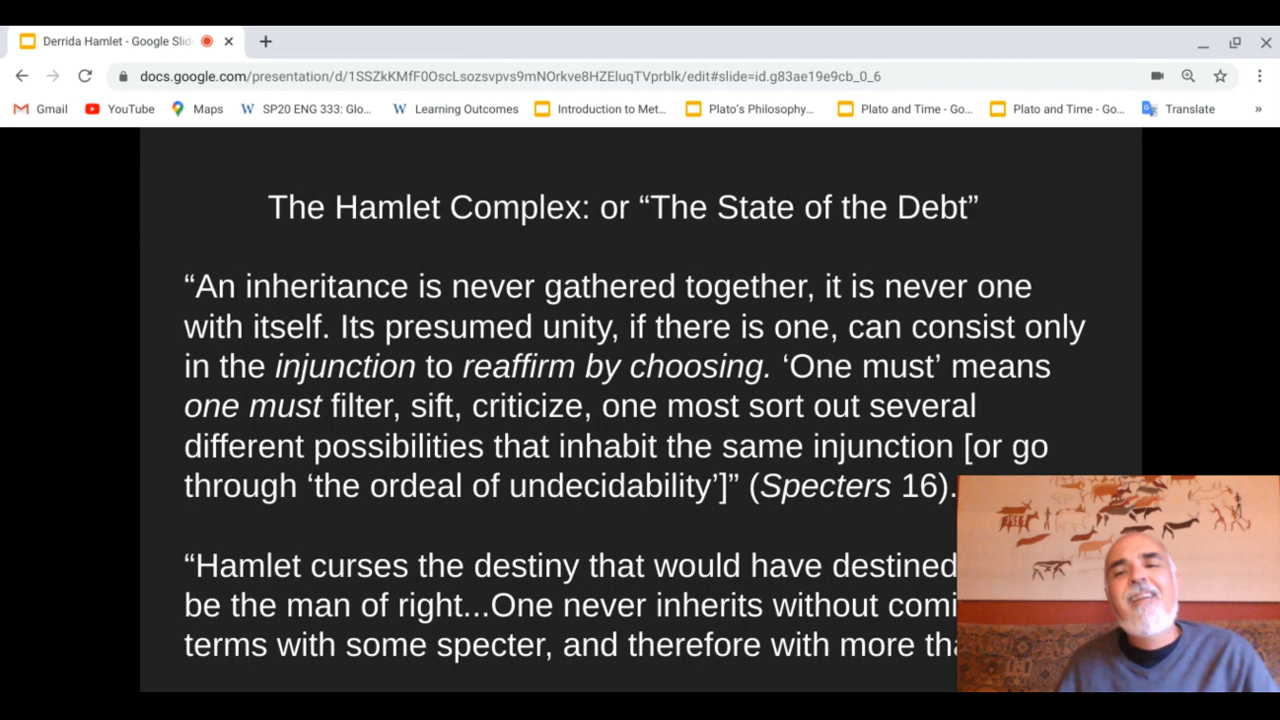 Derrida Hamlet - Google Slid
docs.google.com/presentation/d/1SSZkKMfF0OscLsozsvpvs9mNOrkve8HZEluqTVprblk/edit#slide=id.g83ae19e9cb_0_6
Gmail YouTube Maps SP20 ENG 333: Glo... Learning Outcomes Introduction to Met... Plato's Philosophy... Plato and Time - Go... Plato and Time - Go... Translate »
The Hamlet Complex: or “The State of the Debt”
“An inheritance is never gathered together, it is never one
with itself. Its presumed unity, if there is one, can consist only
in the injunction to reaffirm by choosing. ‘One must’ means
one must filter, sift, criticize, one most sort out several
different possibilities that inhabit the same injunction [or go
through ‘the ordeal of undecidability’]” (Specters 16).
“Hamlet curses the destiny that would have destined
be the man of right...One never inherits without comi
terms with some specter, and therefore with more tha